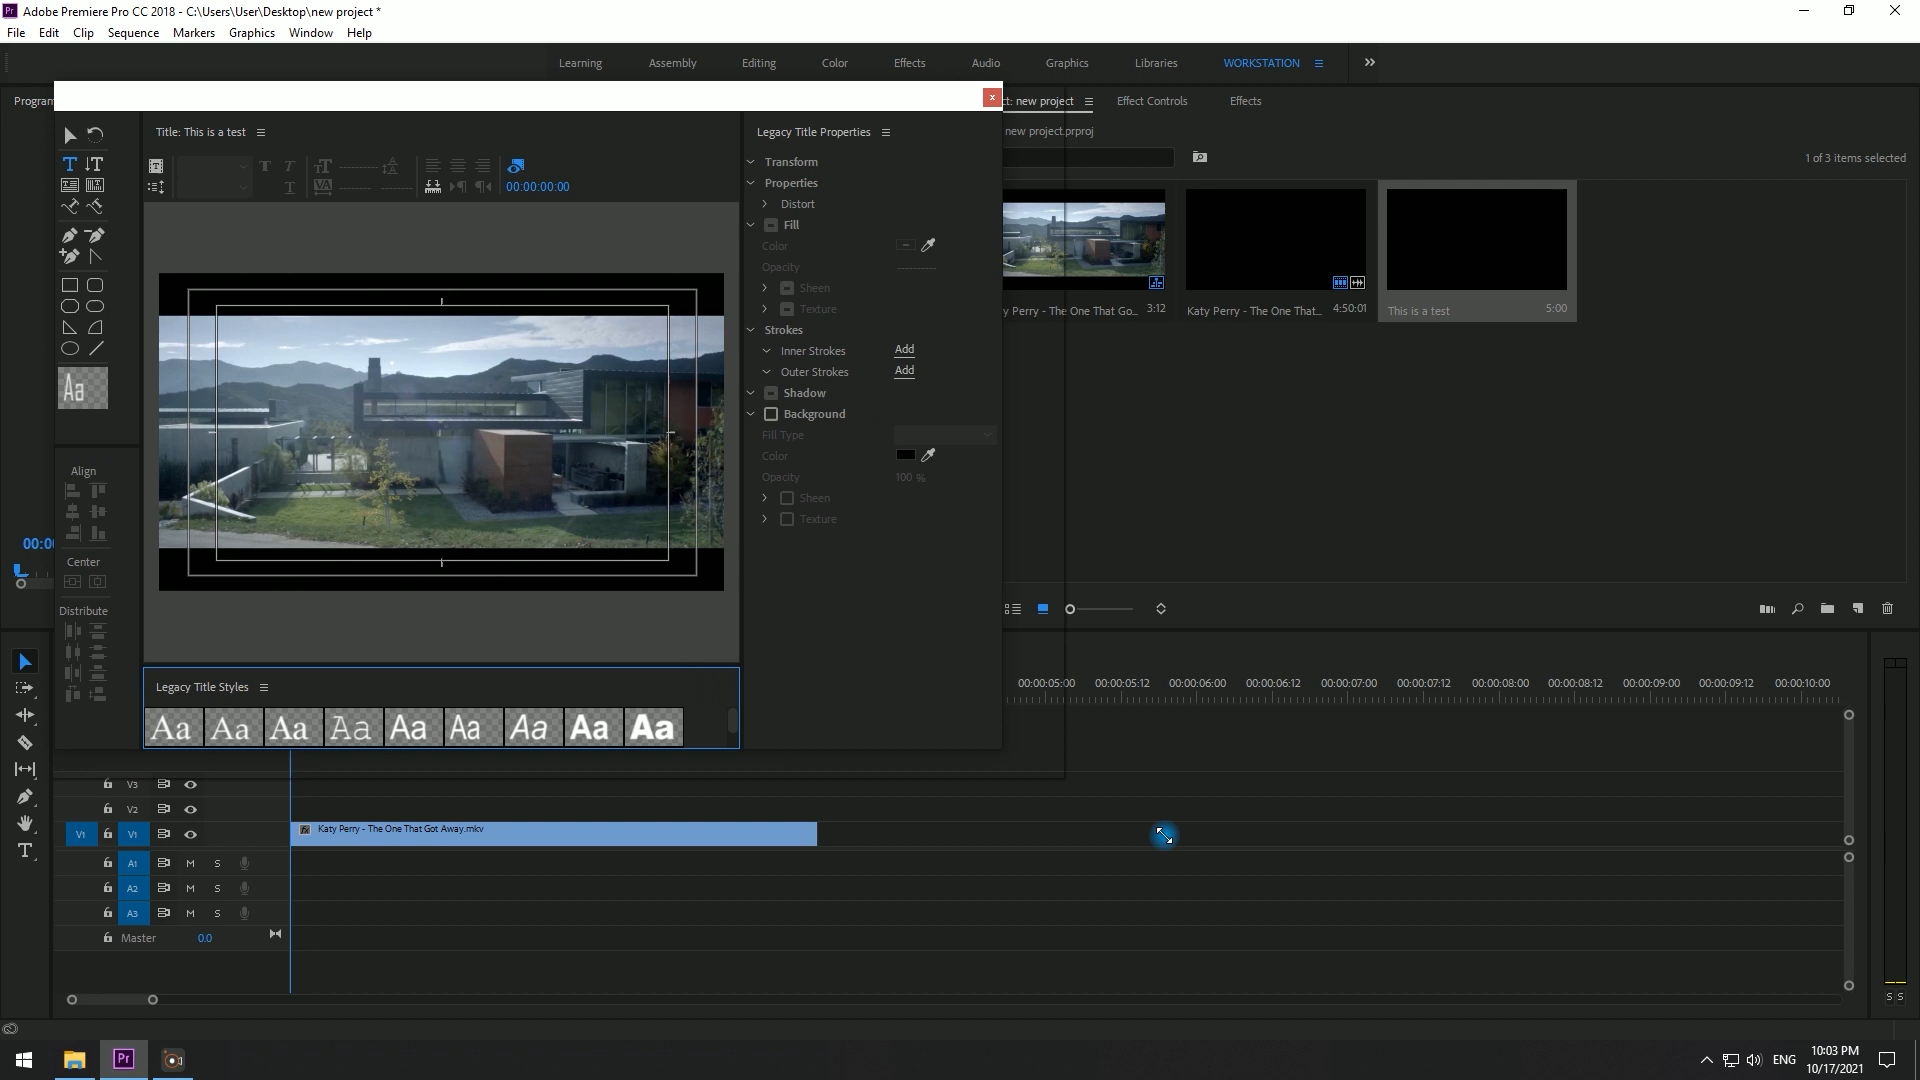 Adobe Premiere Pro CC 2018 - C:\Users\User\Desktop\new project *
File Edit Clip Sequence Markers Graphics Window Help
Learning Assembly Editing Color Effects Audio Graphics Libraries WORKSTATION
Program
ct: new project Effect Controls Effects
Title: This is a test
Legacy Title Properties
new project.prproj
1 of 3 items selected
00:00:00:00
Transform
Properties
Distort
Fill
Color
Opacity
Sheen
Texture
Strokes
Inner Strokes Add
Outer Strokes Add
Shadow
Background
Fill Type
Color
Opacity 100 %
Sheen
Texture
y Perry - The One That Go... 3:12
Katy Perry - The One That... 4:50:01
This is a test 5:00
Aa
Align
Center
Distribute
00:00
Legacy Title Styles
Aa Aa Aa Aa Aa Aa Aa Aa Aa
00:00:05:00 00:00:05:12 00:00:06:00 00:00:06:12 00:00:07:00 00:00:07:12 00:00:08:00 00:00:08:12 00:00:09:00 00:00:09:12 00:00:10:00
V3
V2
V1 V1 fx Katy Perry - The One That Got Away.mkv
A1 M S
A2 M S
A3 M S
Master 0.0
S S
Pr
ENG
10:03 PM
10/17/2021